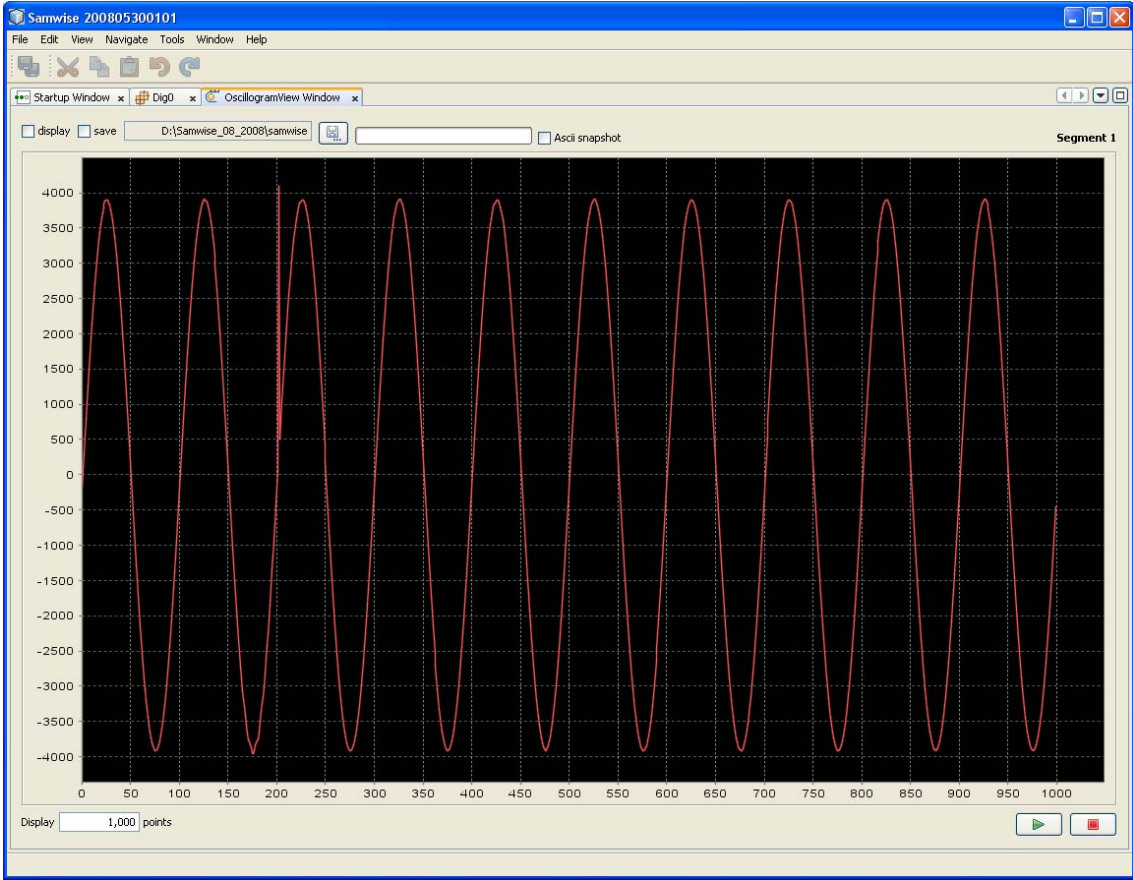 Samwise 200805300101
File Edit View Navigate Tools Window Help
Startup Window x Dig0 x OscillogramView Window x
display save D:\Samwise_08_2008\samwise Ascii snapshot Segment 1
4000
3500
3000
2500
2000
1500
1000
500
0
-500
-1000
-1500
-2000
-2500
-3000
-3500
-4000
0 50 100 150 200 250 300 350 400 450 500 550 600 650 700 750 800 850 900 950 1000
Display 1,000 points